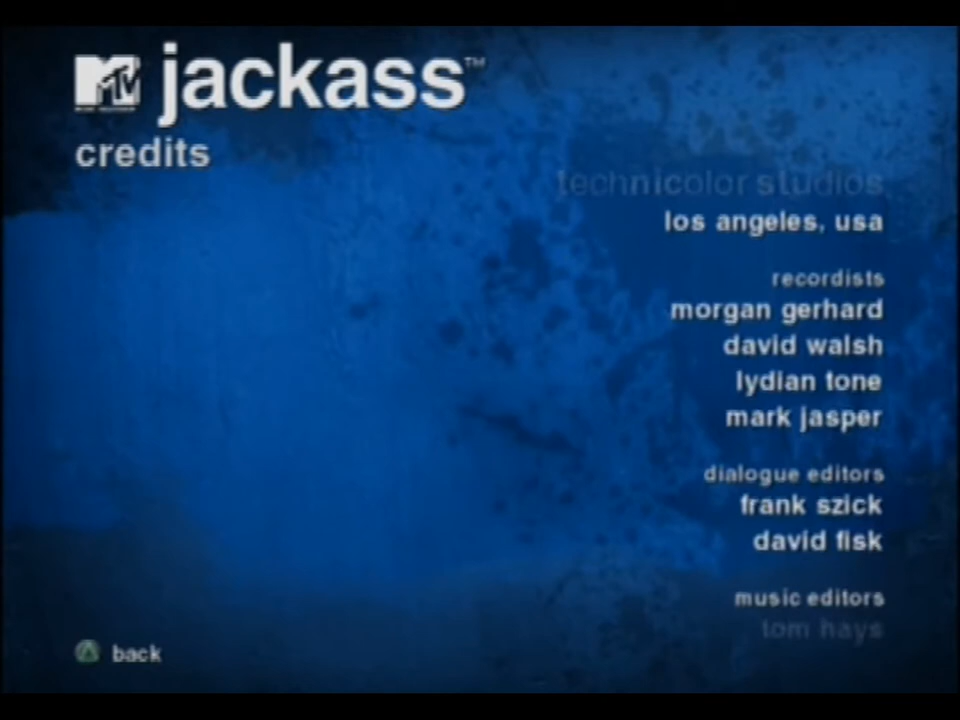 MTV jackass™
credits
technicolor studios
los angeles, usa
recordists
morgan gerhard
david walsh
lydian tone
mark jasper
dialogue editors
frank szick
david fisk
music editors
tom hays
back